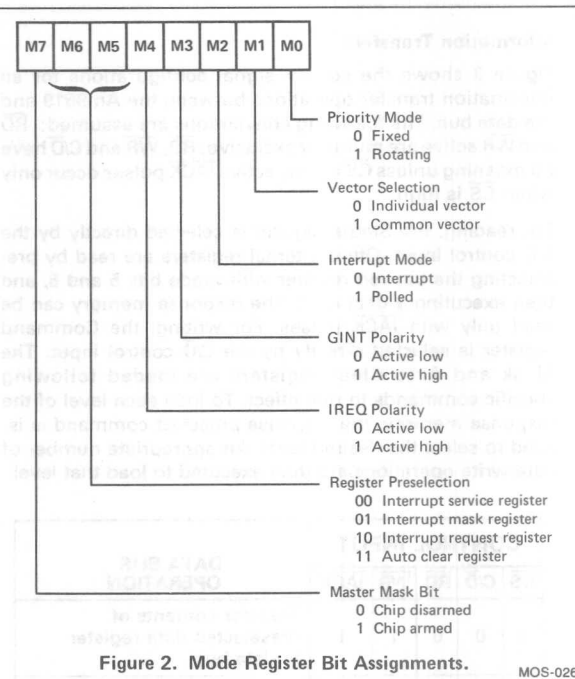 M7 M6 M5 M4 M3 M2 M1 M0
Priority Mode
0 Fixed
1 Rotating
Vector Selection
0 Individual vector
1 Common vector
Interrupt Mode
0 Interrupt
1 Polled
GINT Polarity
0 Active low
1 Active high
IREQ Polarity
0 Active low
1 Active high
Register Preselection
00 Interrupt service register
01 Interrupt mask register
10 Interrupt request register
11 Auto clear register
Master Mask Bit
0 Chip disarmed
1 Chip armed
Figure 2. Mode Register Bit Assignments.
MOS-026